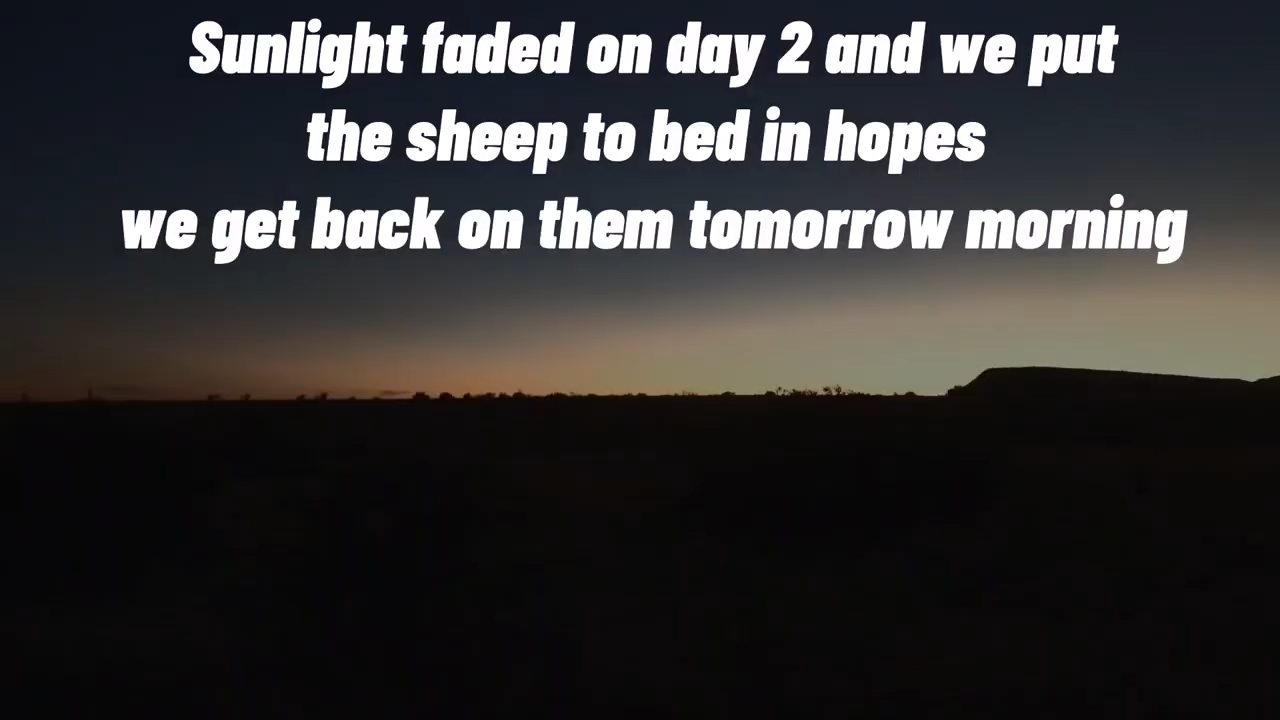 Sunlight faded on day 2 and we put
the sheep to bed in hopes
we get back on them tomorrow morning